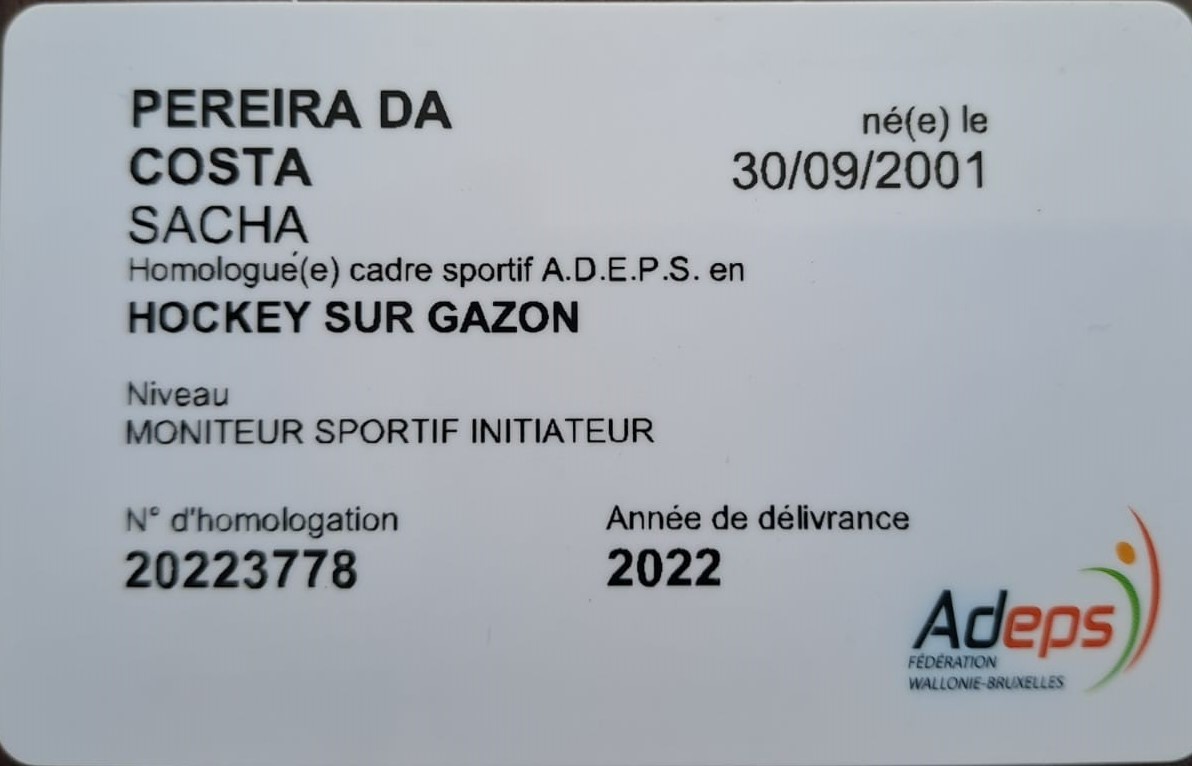 PEREIRA DA
COSTA
SACHA
né(e) le
30/09/2001
Homologué(e) cadre sportif A.D.E.P.S. en
HOCKEY SUR GAZON
Niveau
MONITEUR SPORTIF INITIATEUR
N° d'homologation
20223778
Année de délivrance
2022
Adeps
FÉDÉRATION
WALLONIE-BRUXELLES